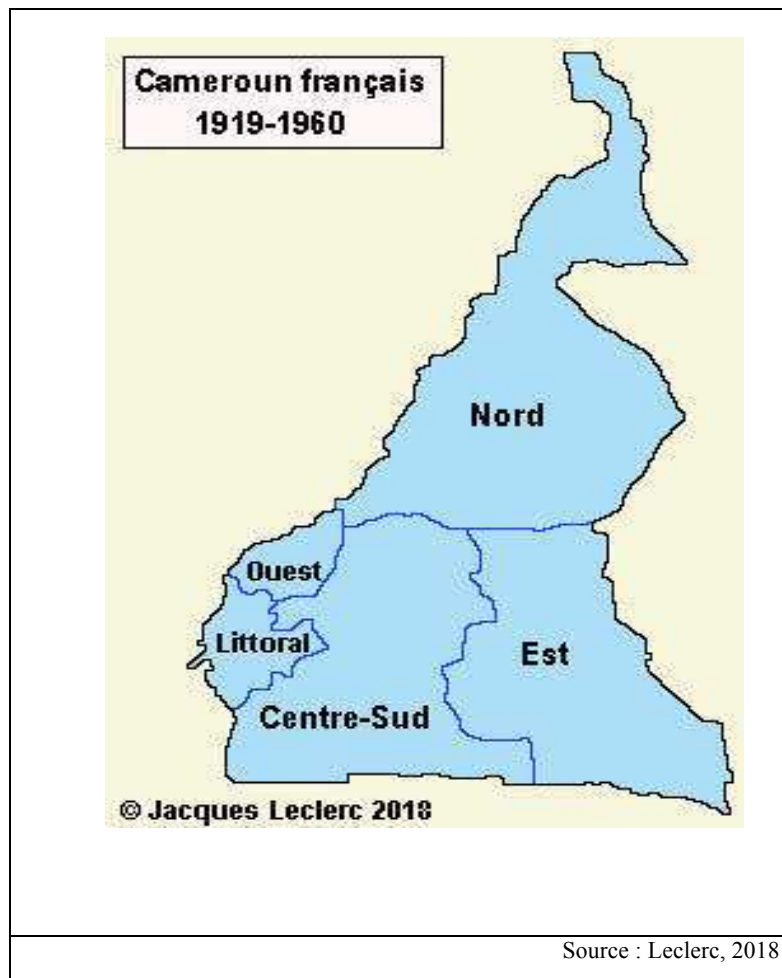 Cameroun français
1919-1960
Nord
Ouest
Littoral
Est
Centre-Sud
© Jacques Leclerc 2018
Source : Leclerc, 2018